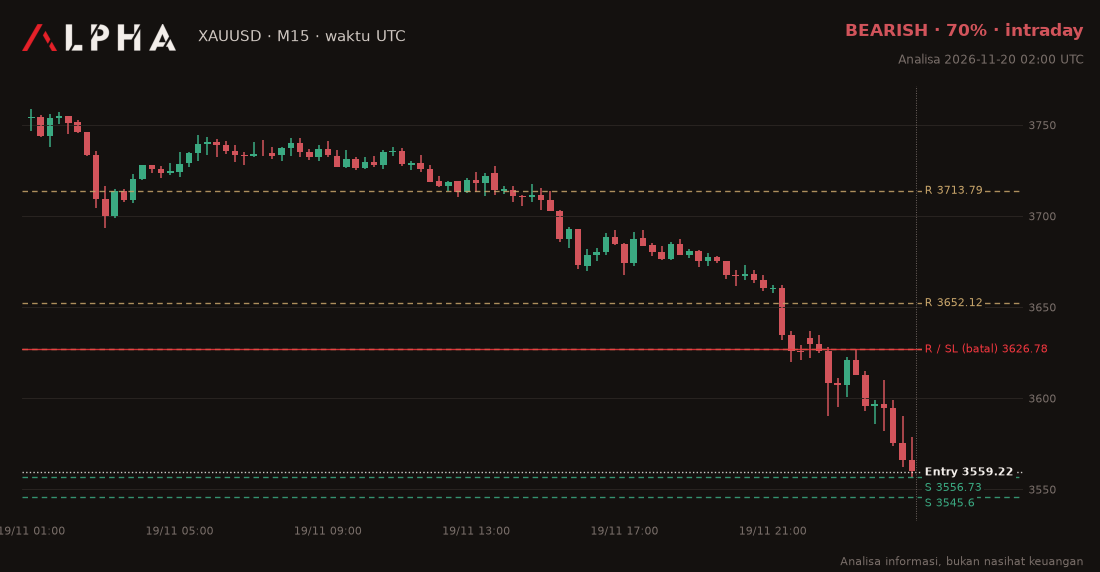 ALPHA XAUUSD · M15 · waktu UTC
BEARISH · 70% · intraday
Analisa 2026-11-20 02:00 UTC
3750
R 3713.79
3700
R 3652.12
3650
R / SL (batal) 3626.78
3600
Entry 3559.22
S 3556.73
3550
S 3545.6
19/11 01:00 19/11 05:00 19/11 09:00 19/11 13:00 19/11 17:00 19/11 21:00
Analisa informasi, bukan nasihat keuangan